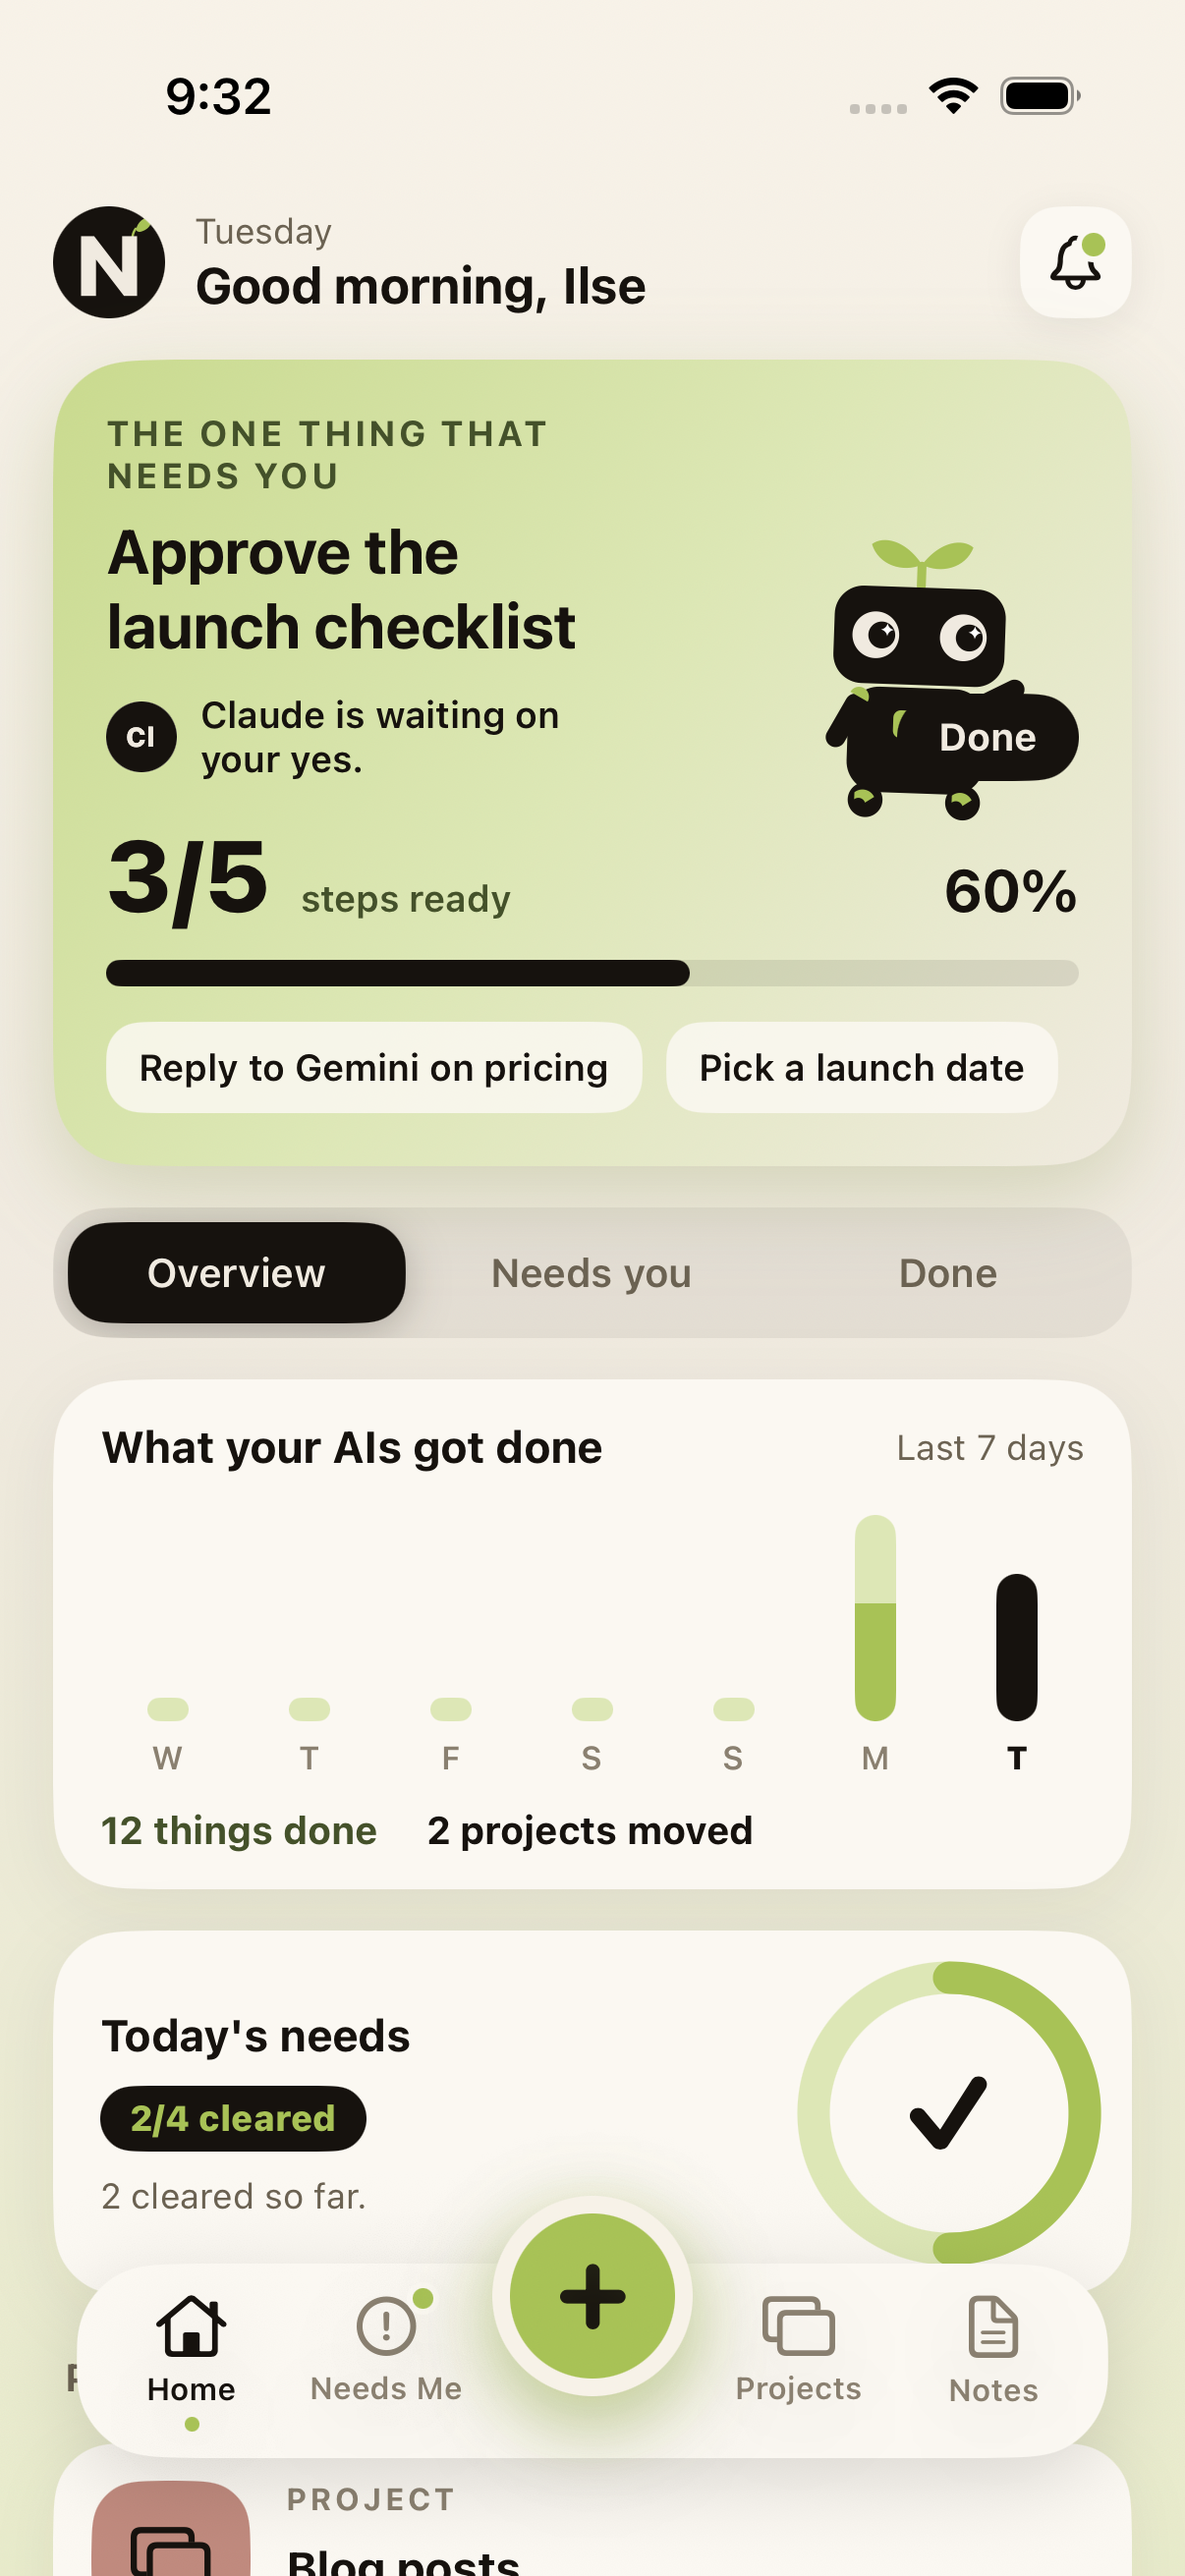 9:32
N
Tuesday
Good morning, Ilse
THE ONE THING THAT
NEEDS YOU
Approve the
launch checklist
Cl
Claude is waiting on
your yes.
Done
3/5 steps ready
60%
Reply to Gemini on pricing
Pick a launch date
Overview
Needs you
Done
What your AIs got done
Last 7 days
W T F S S M T
12 things done
2 projects moved
Today's needs
2/4 cleared
2 cleared so far.
Home
Needs Me
Projects
Notes
PROJECT
Blog posts